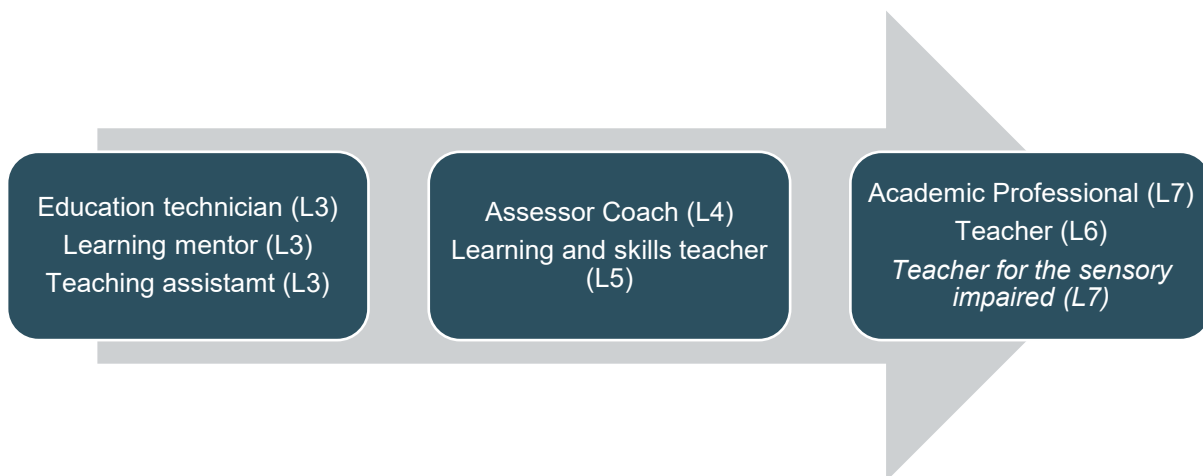 Education technician (L3)
Learning mentor (L3)
Teaching assistamt (L3)
Assessor Coach (L4)
Learning and skills teacher
(L5)
Academic Professional (L7)
Teacher (L6)
Teacher for the sensory
impaired (L7)